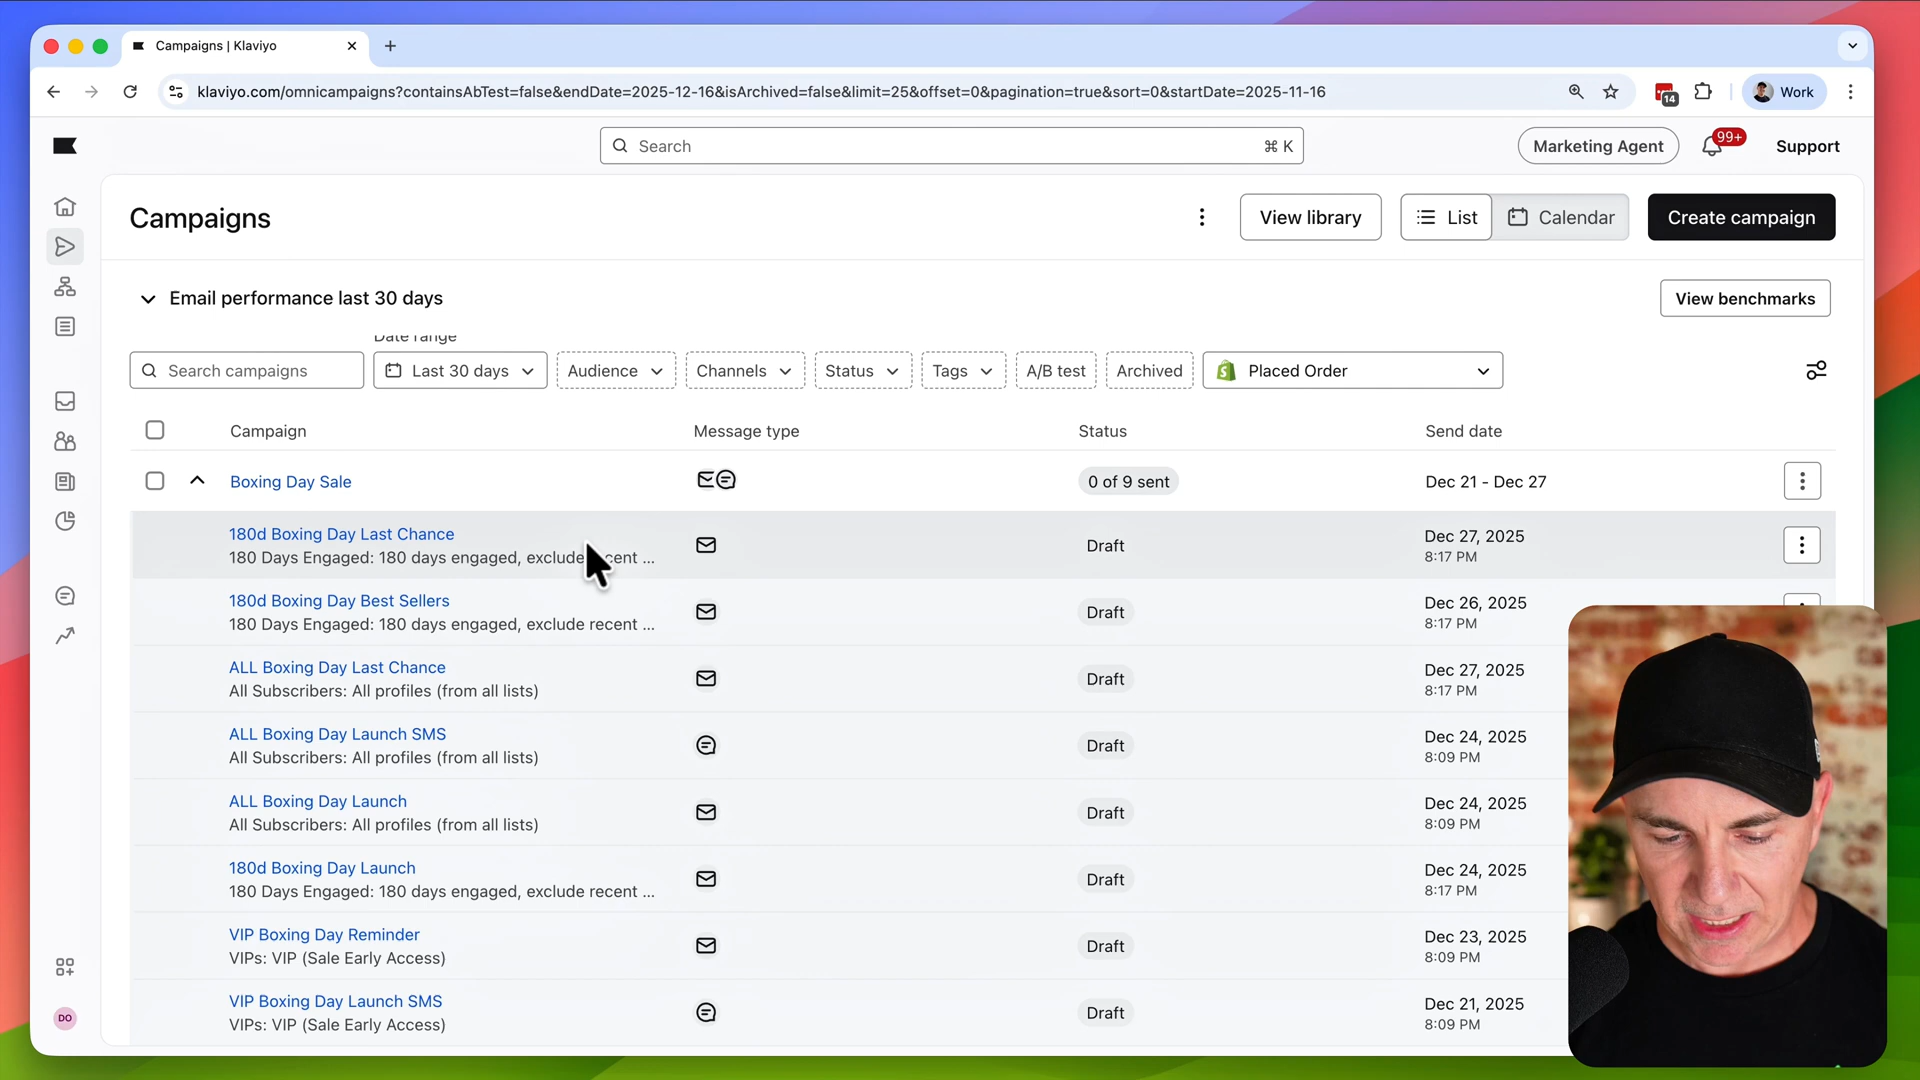 Campaigns | Klaviyo
klaviyo.com/omnicampaigns?containsAbTest=false&endDate=2025-12-16&isArchived=false&limit=25&offset=0&pagination=true&sort=0&startDate=2025-11-16
14
Work
Search
⌘ K
Marketing Agent
99+
Support
Campaigns
View library
List
Calendar
Create campaign
Email performance last 30 days
View benchmarks
Date range
Search campaigns
Last 30 days
Audience
Channels
Status
Tags
A/B test
Archived
Placed Order
Campaign
Message type
Status
Send date
Boxing Day Sale
0 of 9 sent
Dec 21 - Dec 27
180d Boxing Day Last Chance
180 Days Engaged: 180 days engaged, exclude ...
Draft
Dec 27, 2025
8:17 PM
180d Boxing Day Best Sellers
180 Days Engaged: 180 days engaged, exclude recent ...
Draft
Dec 26, 2025
8:17 PM
ALL Boxing Day Last Chance
All Subscribers: All profiles (from all lists)
Draft
Dec 27, 2025
8:17 PM
ALL Boxing Day Launch SMS
All Subscribers: All profiles (from all lists)
Draft
Dec 24, 2025
8:09 PM
ALL Boxing Day Launch
All Subscribers: All profiles (from all lists)
Draft
Dec 24, 2025
8:09 PM
180d Boxing Day Launch
180 Days Engaged: 180 days engaged, exclude recent ...
Draft
Dec 24, 2025
8:17 PM
VIP Boxing Day Reminder
VIPs: VIP (Sale Early Access)
Draft
Dec 23, 2025
8:09 PM
VIP Boxing Day Launch SMS
VIPs: VIP (Sale Early Access)
Draft
Dec 21, 2025
8:09 PM
DO